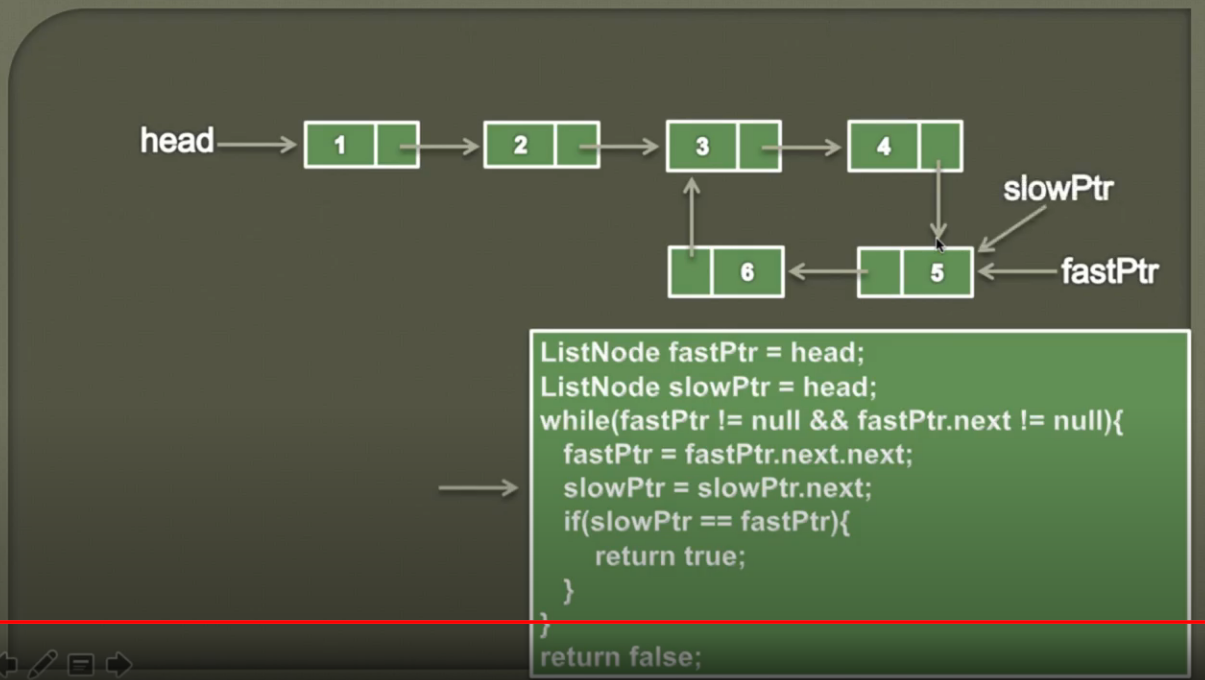 head
1
2
3
4
slowPtr
6
5
fastPtr
ListNode fastPtr = head;
ListNode slowPtr = head;
while(fastPtr != null && fastPtr.next != null){
fastPtr = fastPtr.next.next;
slowPtr = slowPtr.next;
if(slowPtr == fastPtr){
return true;
}
}
return false;